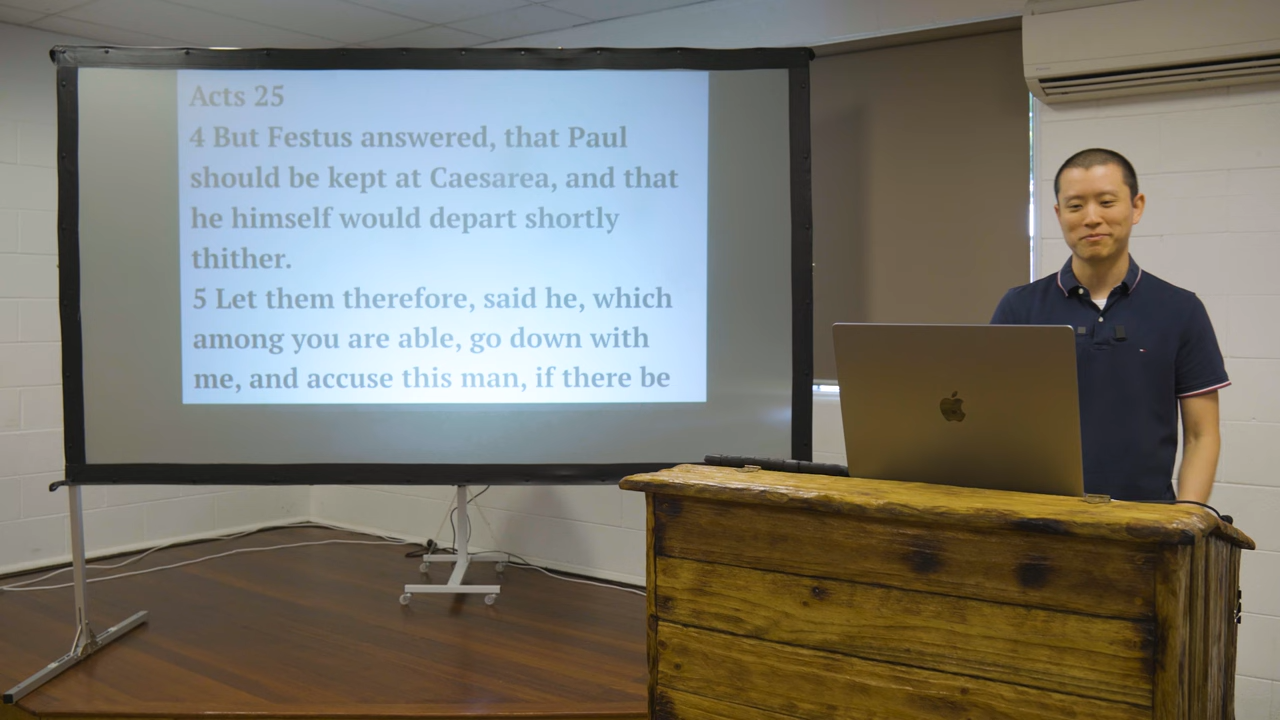 Acts 25
4 But Festus answered, that Paul
should be kept at Caesarea, and that
he himself would depart shortly
thither.
5 Let them therefore, said he, which
among you are able, go down with
me, and accuse this man, if there be